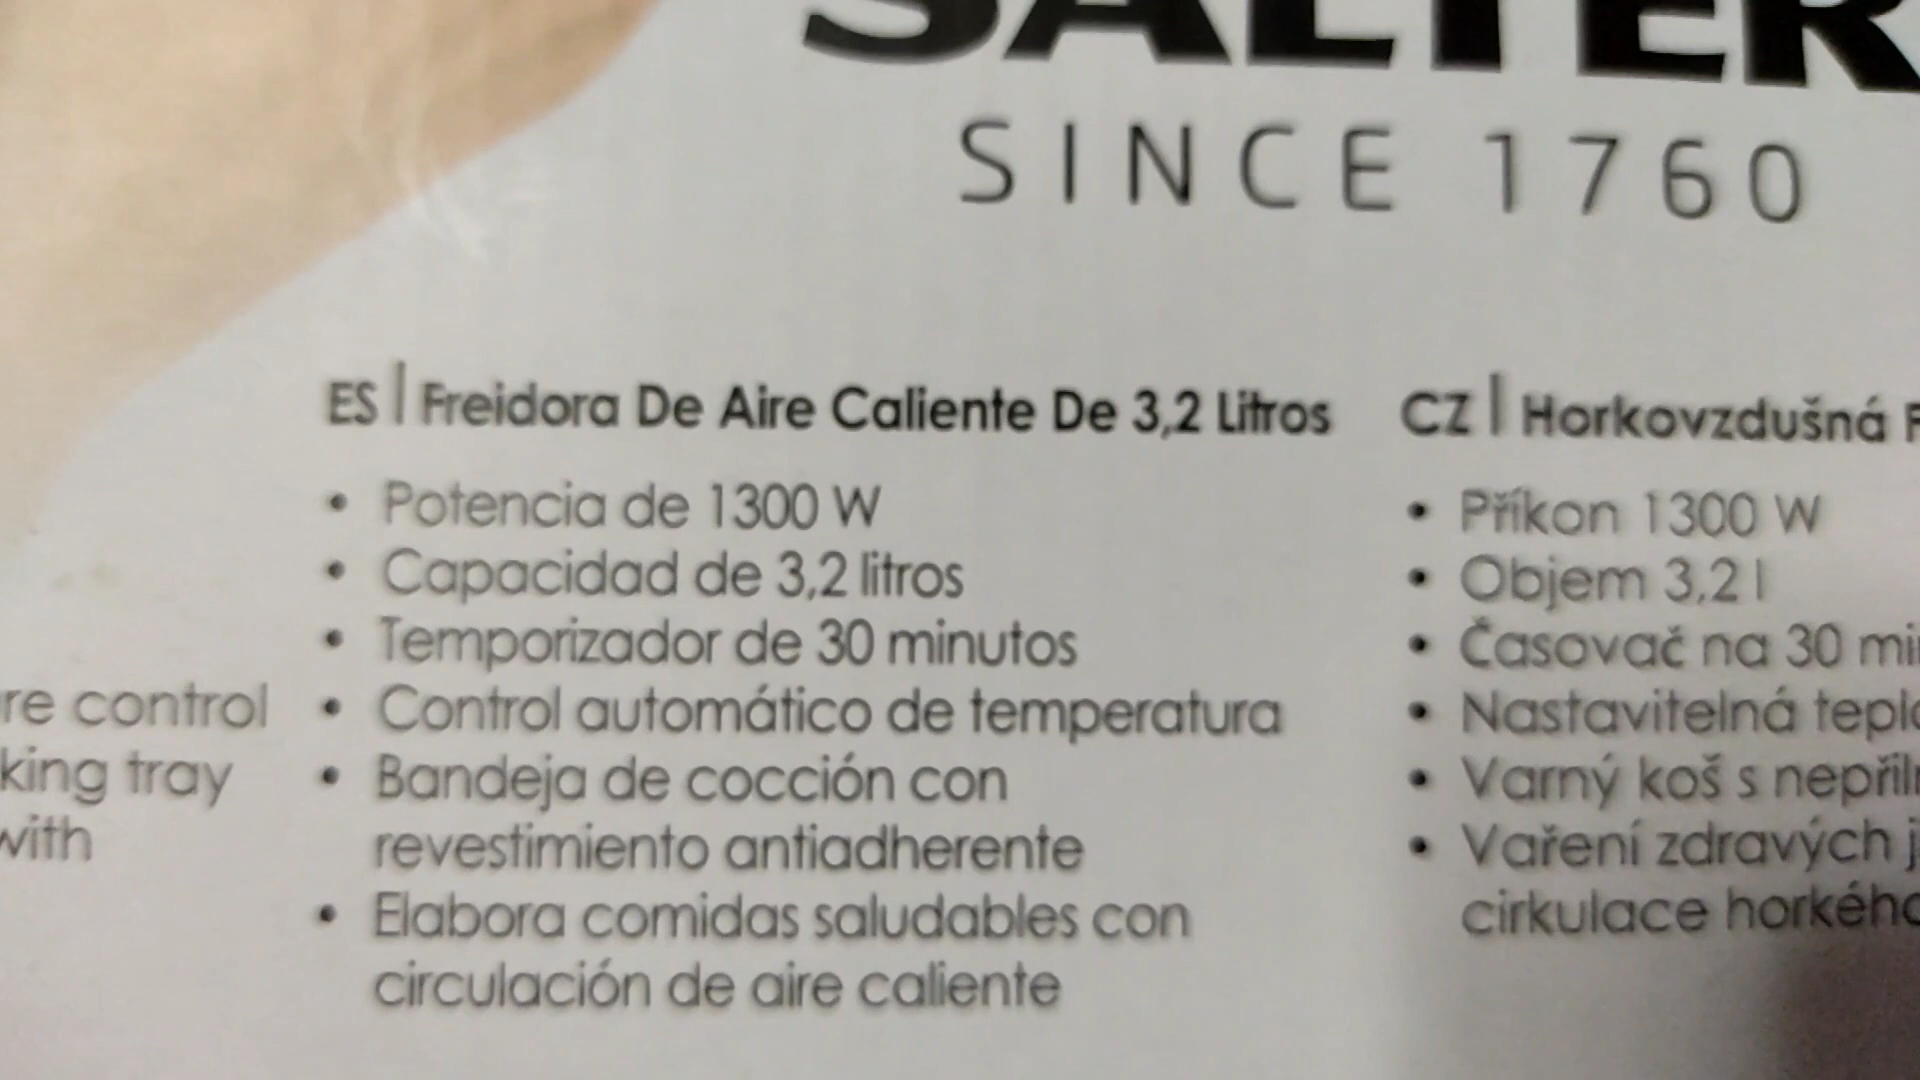 SALTER
SINCE 1760
re control
king tray
with
ES | Freidora De Aire Caliente De 3,2 Litros
• Potencia de 1300 W
• Capacidad de 3,2 litros
• Temporizador de 30 minutos
• Control automático de temperatura
• Bandeja de cocción con
revestimiento antiadherente
• Elabora comidas saludables con
circulación de aire caliente
CZ | Horkovzdušná F
• Příkon 1300 W
• Objem 3,2 l
• Časovač na 30 mi
• Nastavitelná teplo
• Varný koš s nepřiln
• Vaření zdravých j
cirkulace horkého